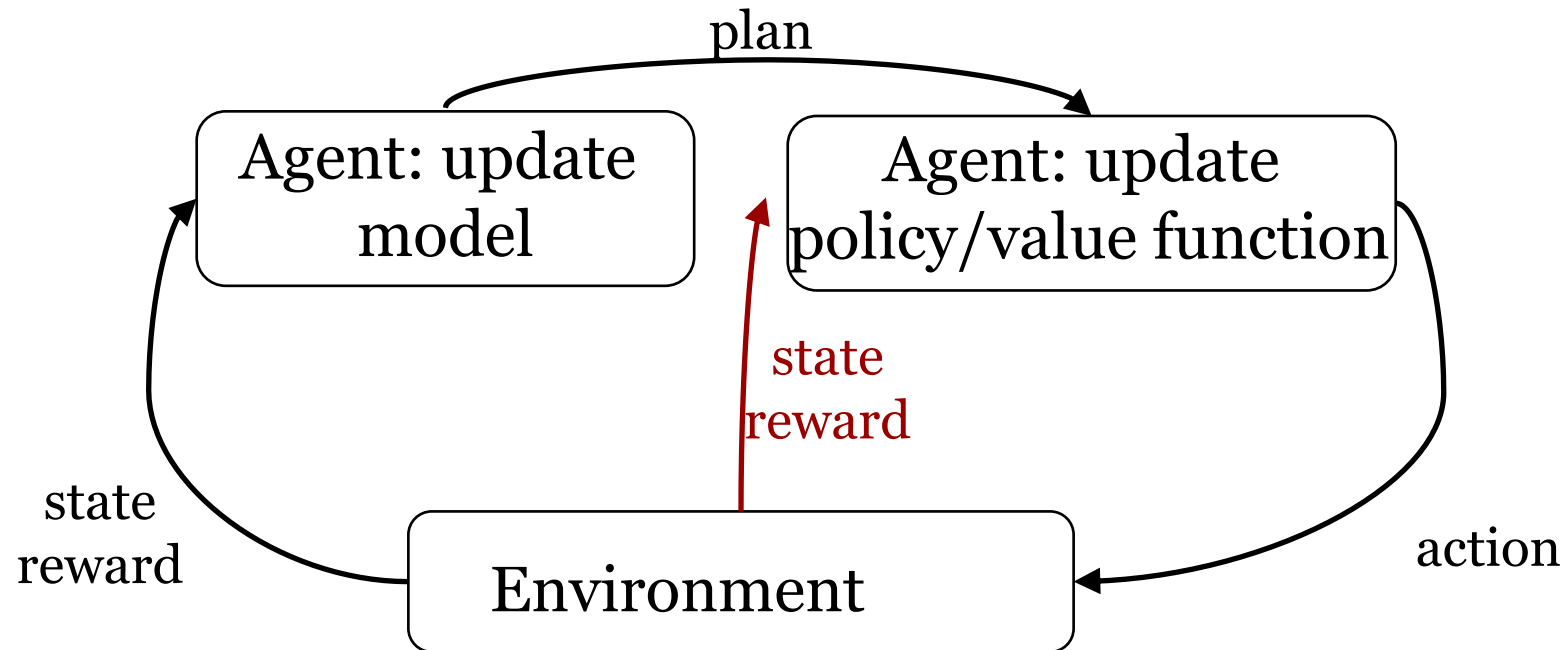 plan
Agent: update
model
Agent: update
policy/value function
state
reward
state
reward
action
Environment